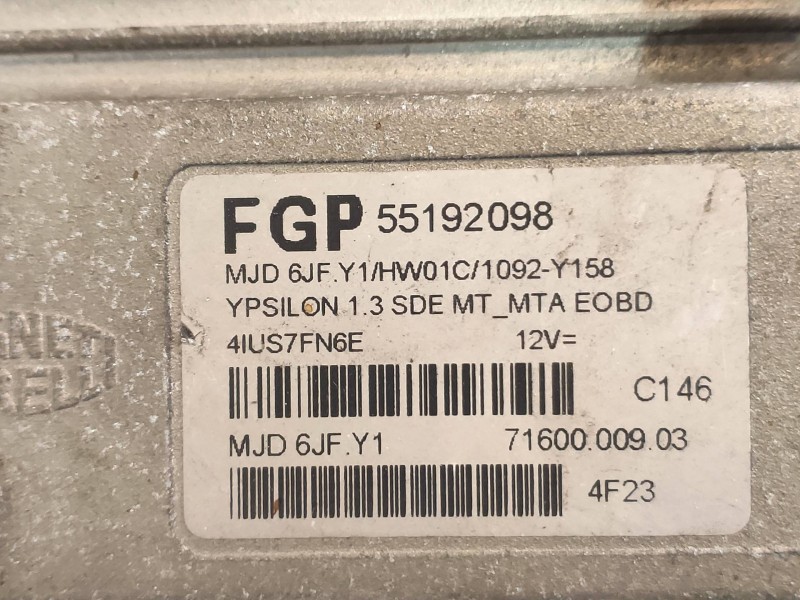 FGP 55192098
MJD 6JF.Y1/HW01C/1092-Y158
YPSILON 1.3 SDE MT_MTA EOBD
4IUS7FN6E 12V=
C146
MJD 6JF.Y1 71600.009.03
4F23